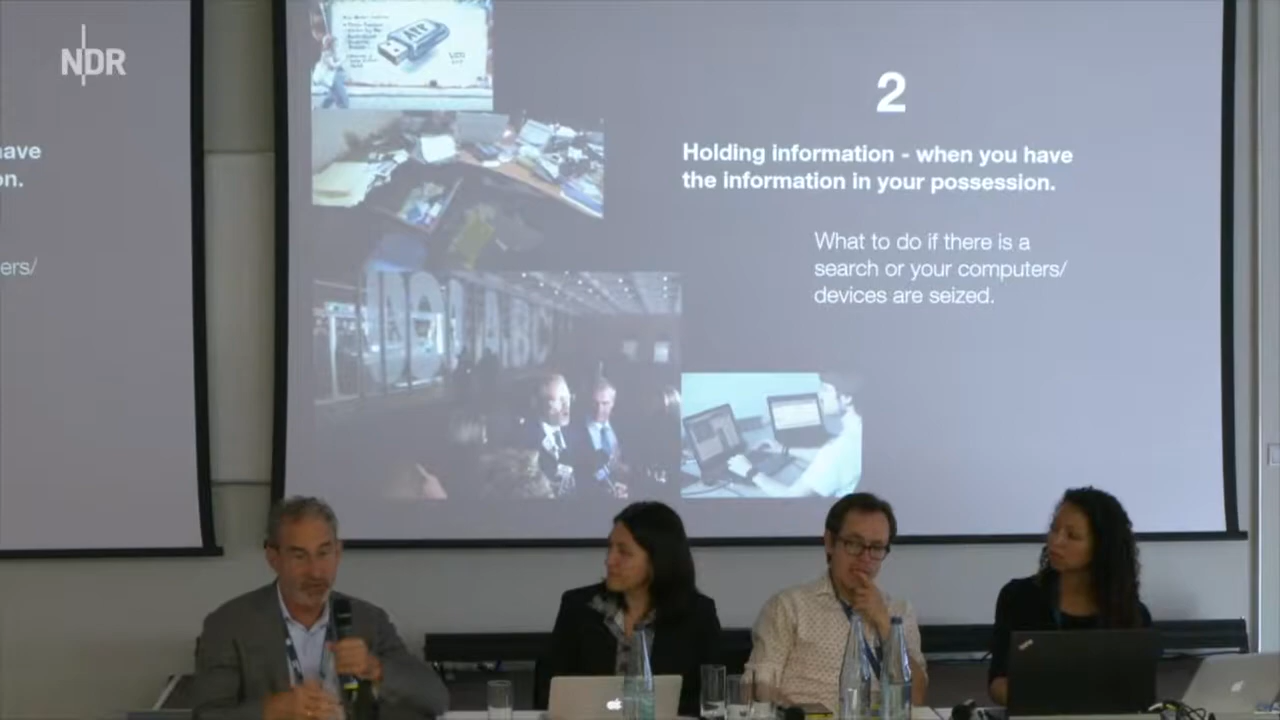 NDR
2
Holding information - when you have
the information in your possession.
What to do if there is a
search or your computers/
devices are seized.
ave
n.
ers/
ABC